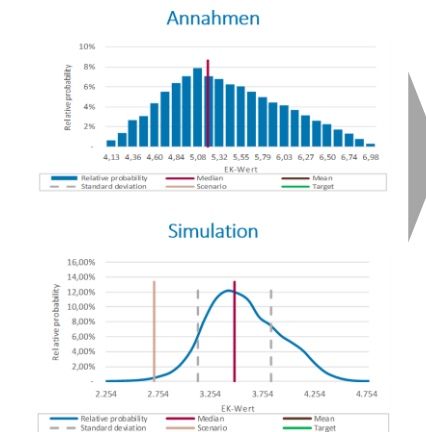 Annahmen
10%
8%
6%
4%
2%
-
Relative probability
4,13 4,36 4,60 4,84 5,08 5,32 5,55 5,79 6,03 6,27 6,50 6,74 6,98
EK-Wert
Relative probability Median Mean
Standard deviation Scenario Target
Simulation
16,00%
14,00%
12,00%
10,00%
8,00%
6,00%
4,00%
2,00%
-
Relative probability
2.254 2.754 3.254 3.754 4.254 4.754
EK-Wert
Relative probability Median Mean
Standard deviation Scenario Target